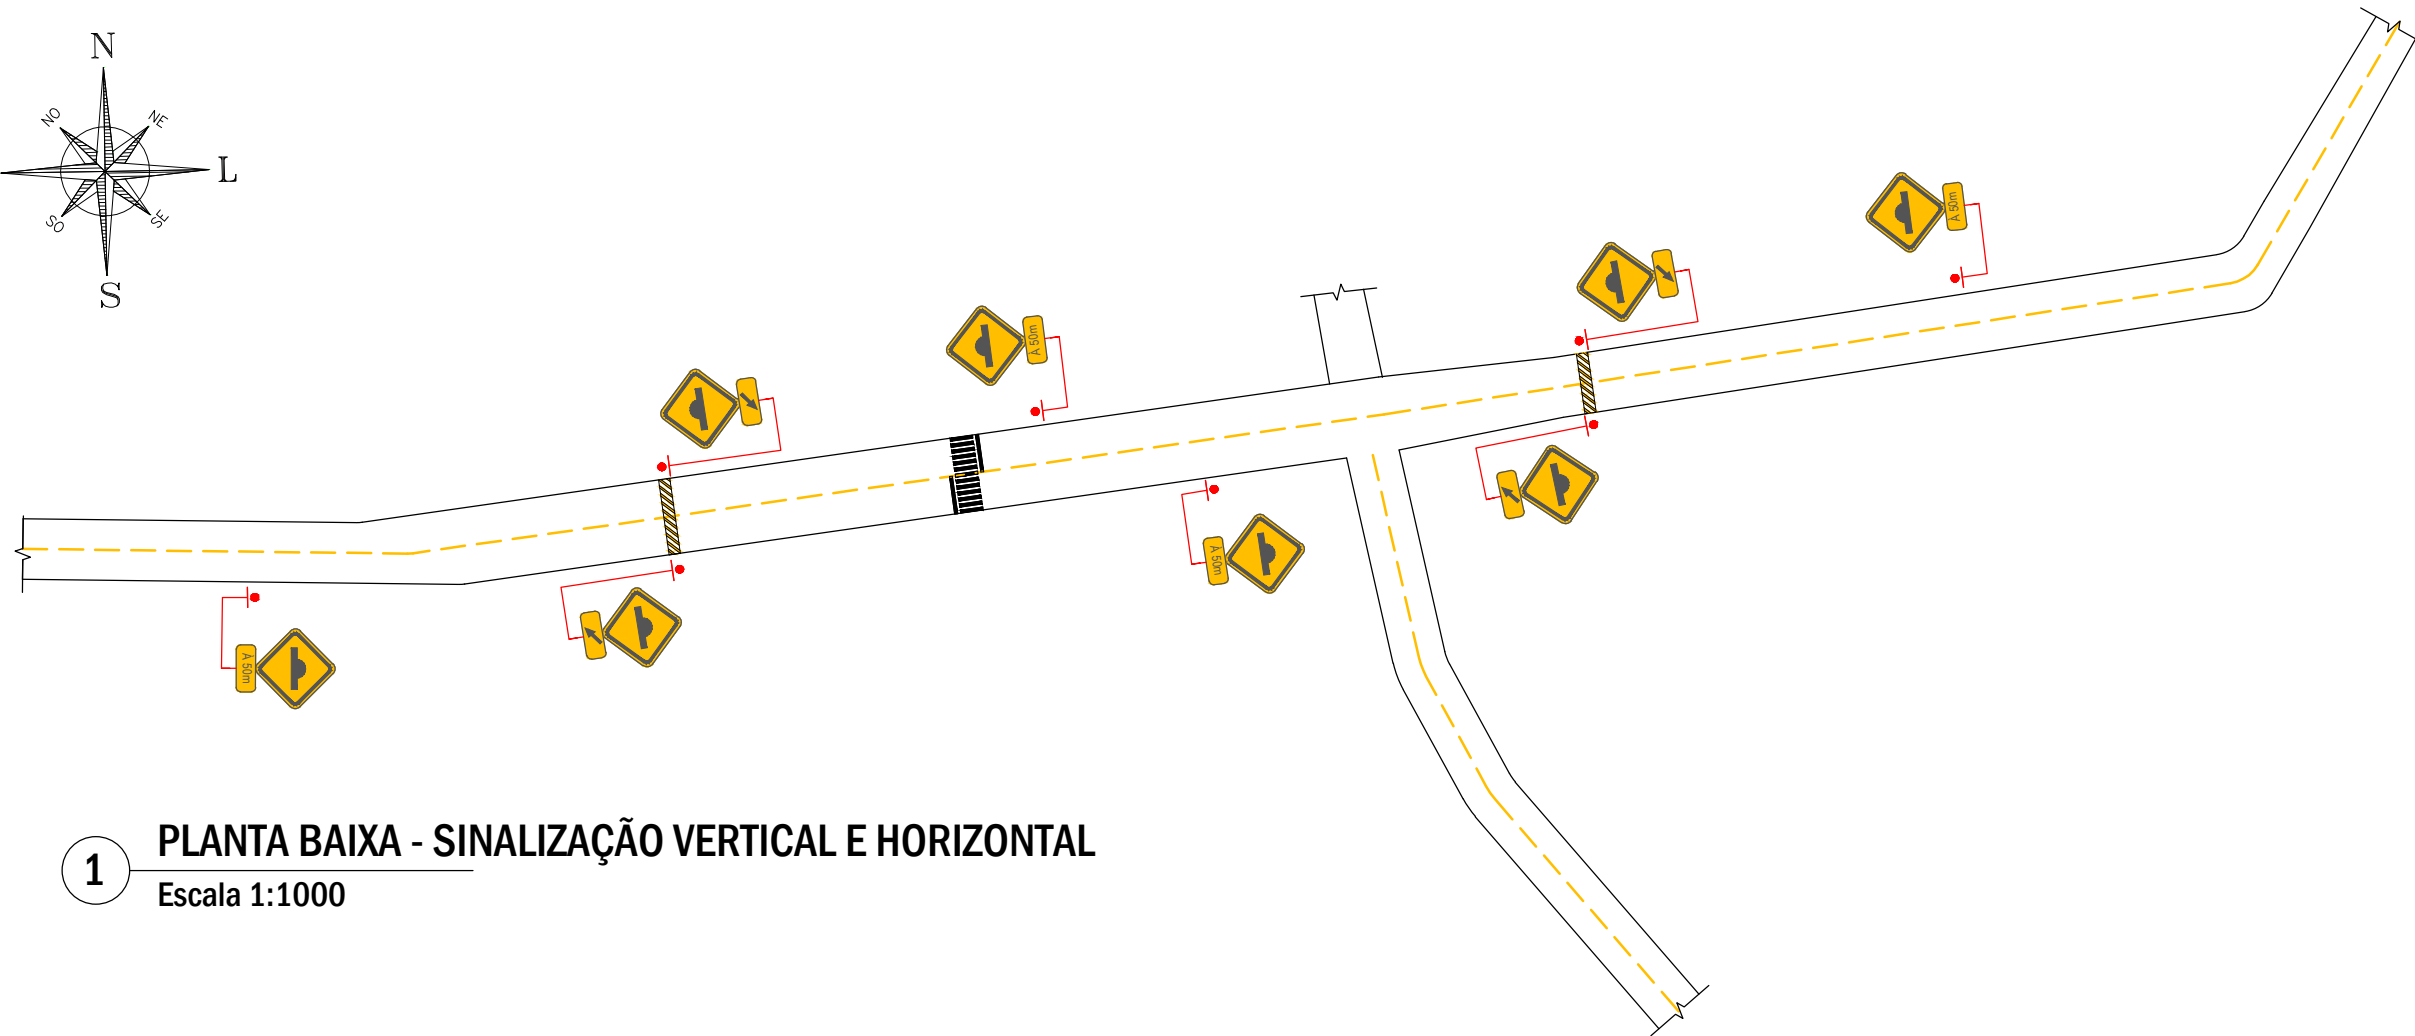 N
NO
NE
L
SO
SE
S
À 50m
À 50m
À 50m
À 50m
1
PLANTA BAIXA - SINALIZAÇÃO VERTICAL E HORIZONTAL
Escala 1:1000